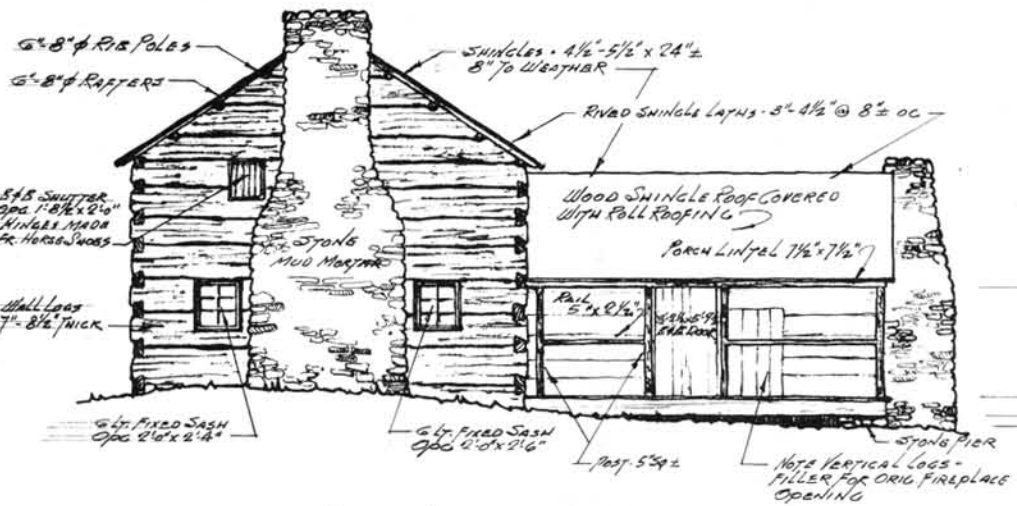 6"-8" φ RIB POLES
6"-8" φ RAFTERS
SHINGLES - 4½"-5½" x 24" ±
8" TO WEATHER
RIVED SHINGLE LATHS - 3"-4½" @ 8" ± OC
B&B SHUTTER
OPG. 1'-8½" x 2'-0"
HINGES MADE
FR. HORSE SHOES
WOOD SHINGLE ROOF COVERED
WITH ROLL ROOFING
STONE
MUD MORTAR
PORCH LINTEL 7½" x 7½"
WALL LOGS
7"-8½" THICK
RAIL
5" x 2½"
DOOR
6 LT. FIXED SASH
OPG 2'-0" x 2'-4"
6 LT. FIXED SASH
OPG 2'-0" x 2'-6"
POST - 5" SQ ±
STONE PIER
NOTE VERTICAL LOGS -
FILLER FOR ORIG. FIREPLACE
OPENING